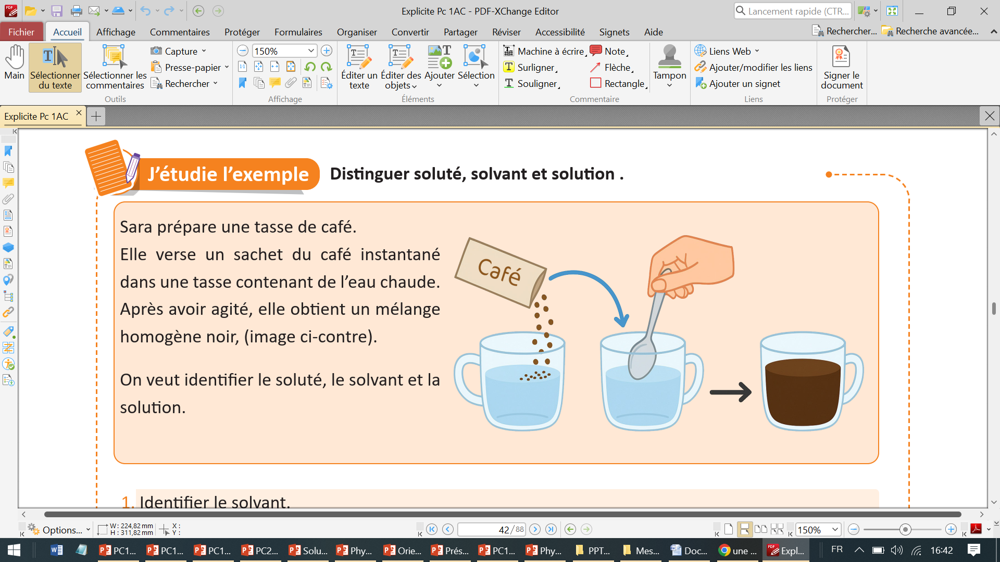 Explicite Pc 1AC - PDF-XChange Editor
Lancement rapide (CTR...
Fichier Accueil Affichage Commentaires Protéger Formulaires Organiser Convertir Partager Réviser Accessibilité Signets Aide
Rechercher... Recherche avancée...
Main
Sélectionner du texte
Sélectionner les commentaires
Capture
Presse-papier
Rechercher
Outils
150%
Affichage
Éditer un texte
Éditer des objets
Ajouter
Sélection
Éléments
Machine à écrire
Surligner
Souligner
Note
Flèche
Rectangle
Tampon
Commentaire
Liens Web
Ajouter/modifier les liens
Ajouter un signet
Liens
Signer le document
Protéger
Explicite Pc 1AC
J'étudie l'exemple
Distinguer soluté, solvant et solution .
Sara prépare une tasse de café.
Elle verse un sachet du café instantané
dans une tasse contenant de l'eau chaude.
Après avoir agité, elle obtient un mélange
homogène noir, (image ci-contre).
On veut identifier le soluté, le solvant et la
solution.
Café
1. Identifier le solvant.
Options...
W : 224,82 mm
H : 311,82 mm
X :
Y :
42 / 88
150%
PC1... PC1... PC1... PC2... Solu... Phy... Orie... Prés... PC1... Phy... PPT... Mes... Doc... une ... Expl...
FR
16:42